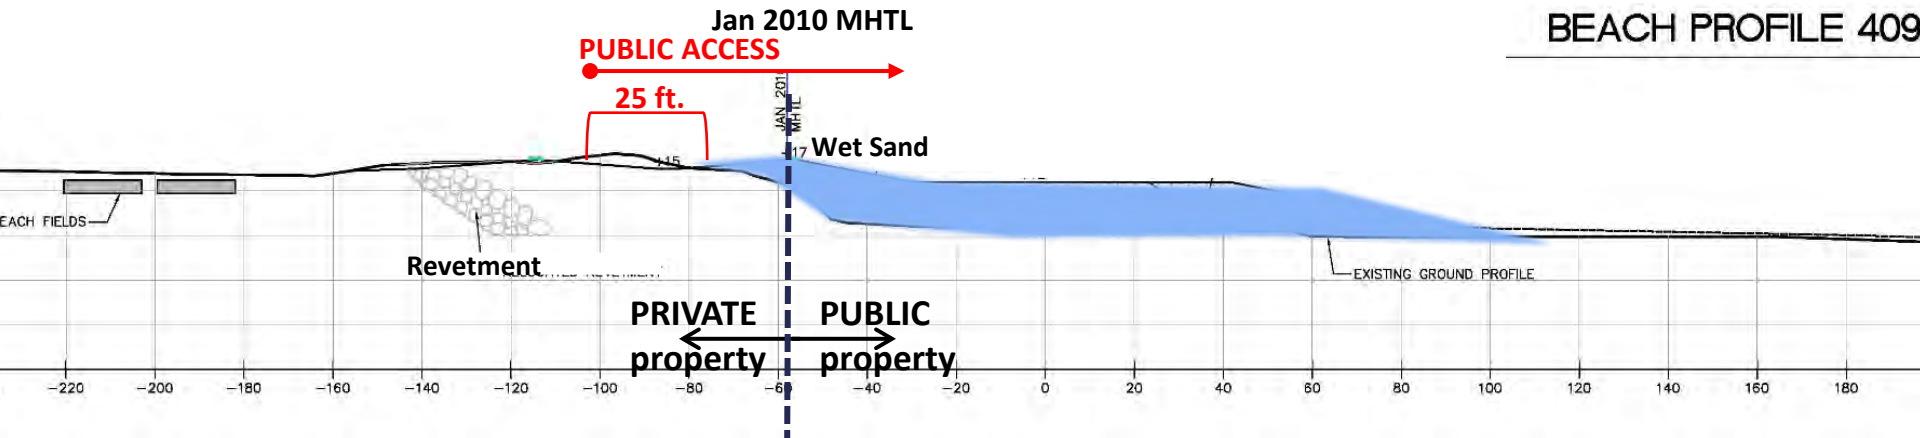 Jan 2010 MHTL
BEACH PROFILE 409
PUBLIC ACCESS
25 ft.
JAN 201
MHTL
+15
+17
Wet Sand
EACH FIELDS
Revetment
EXISTING GROUND PROFILE
PRIVATE
property
PUBLIC
property
-220 -200 -180 -160 -140 -120 -100 -80 -60 -40 -20 0 20 40 60 80 100 120 140 160 180